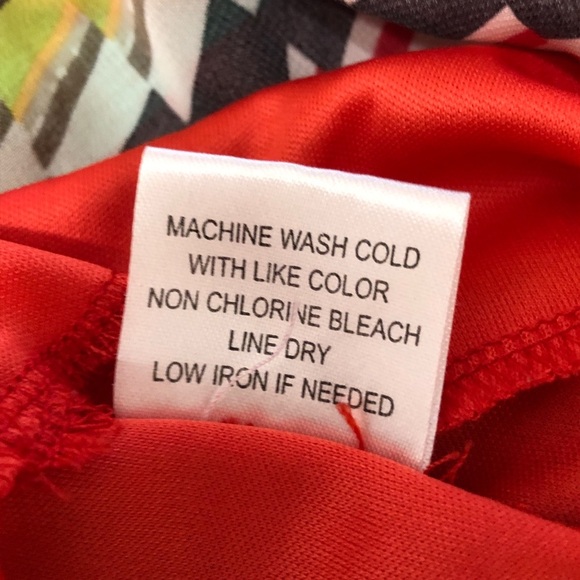 MACHINE WASH COLD
WITH LIKE COLOR
NON CHLORINE BLEACH
LINE DRY
LOW IRON IF NEEDED